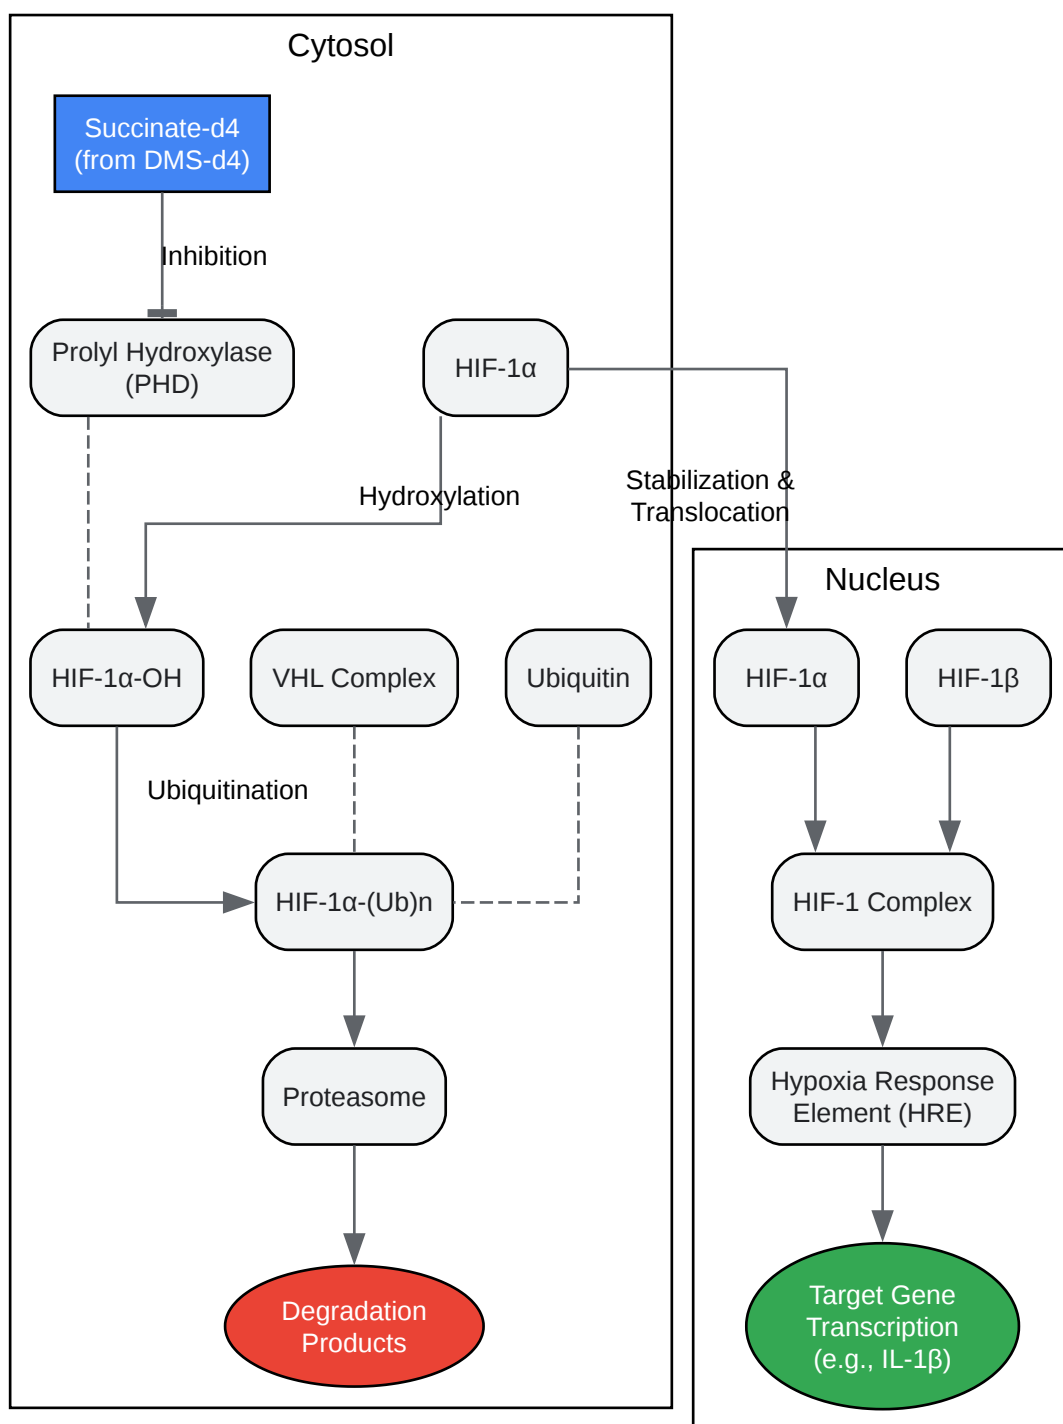 Cytosol
Succinate-d4
(from DMS-d4)
Inhibition
Prolyl Hydroxylase
(PHD)
HIF-1α
Hydroxylation
Stabilization &
Translocation
Nucleus
HIF-1α-OH
VHL Complex
Ubiquitin
HIF-1α
HIF-1β
Ubiquitination
HIF-1α-(Ub)n
HIF-1 Complex
Proteasome
Hypoxia Response
Element (HRE)
Degradation
Products
Target Gene
Transcription
(e.g., IL-1β)